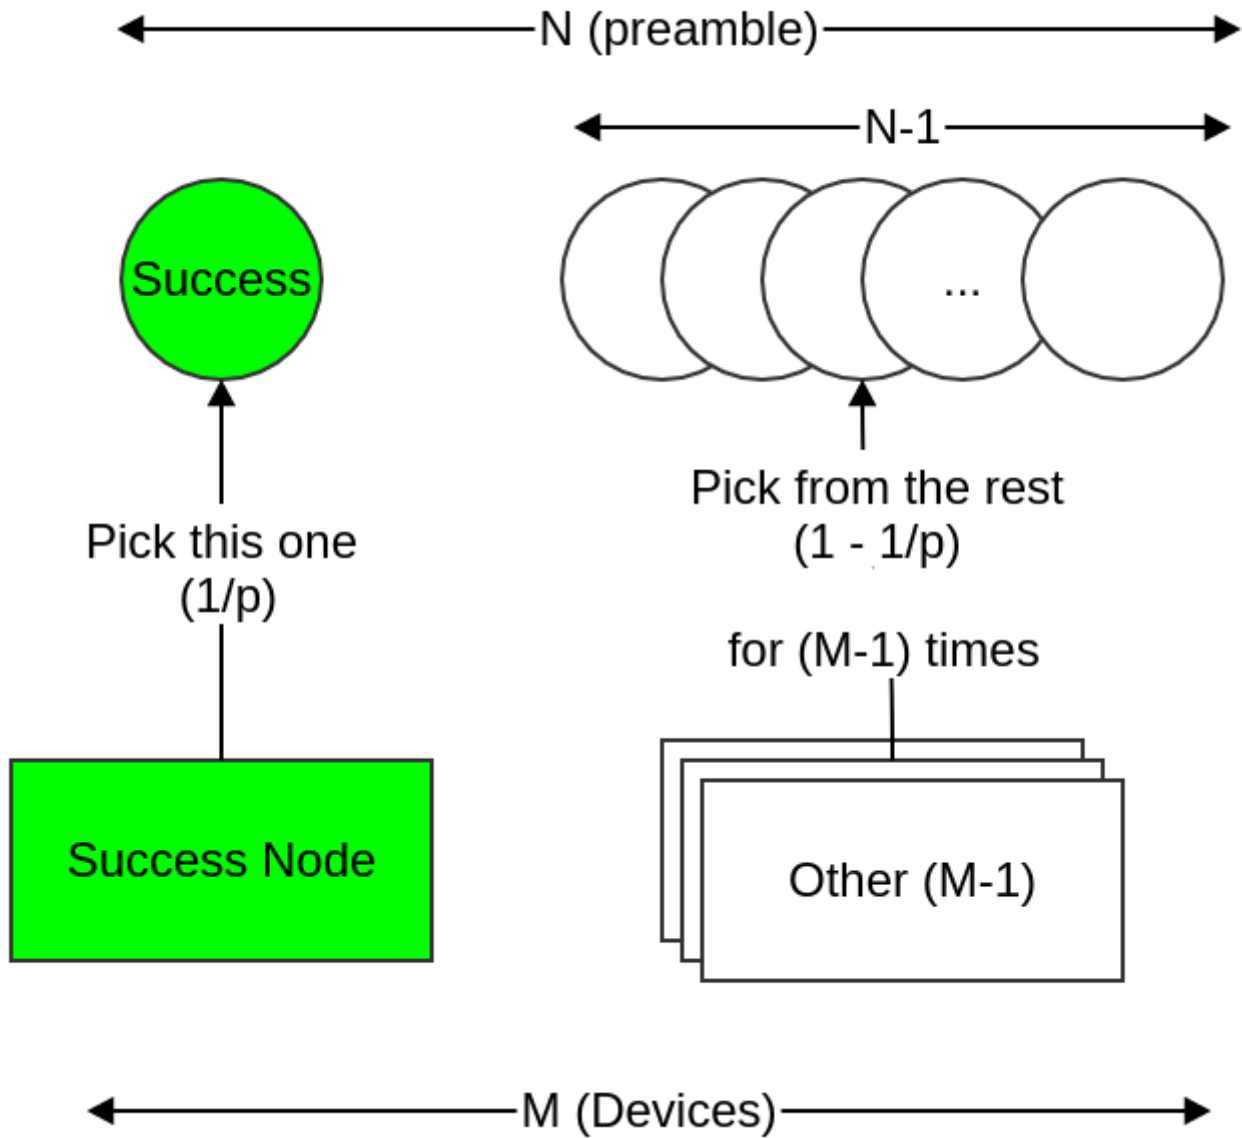 N (preamble)
N-1
Success
...
Pick this one
(1/p)
Pick from the rest
(1 - 1/p)
for (M-1) times
Success Node
Other (M-1)
M (Devices)